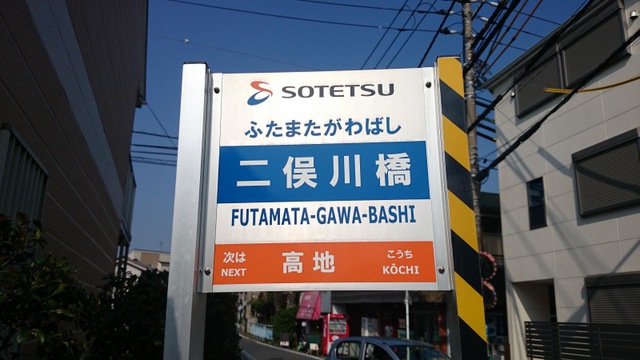 SOTETSU
ふたまたがわばし
二俣川橋
FUTAMATA-GAWA-BASHI
次は 高地 こうち
NEXT KŌCHI